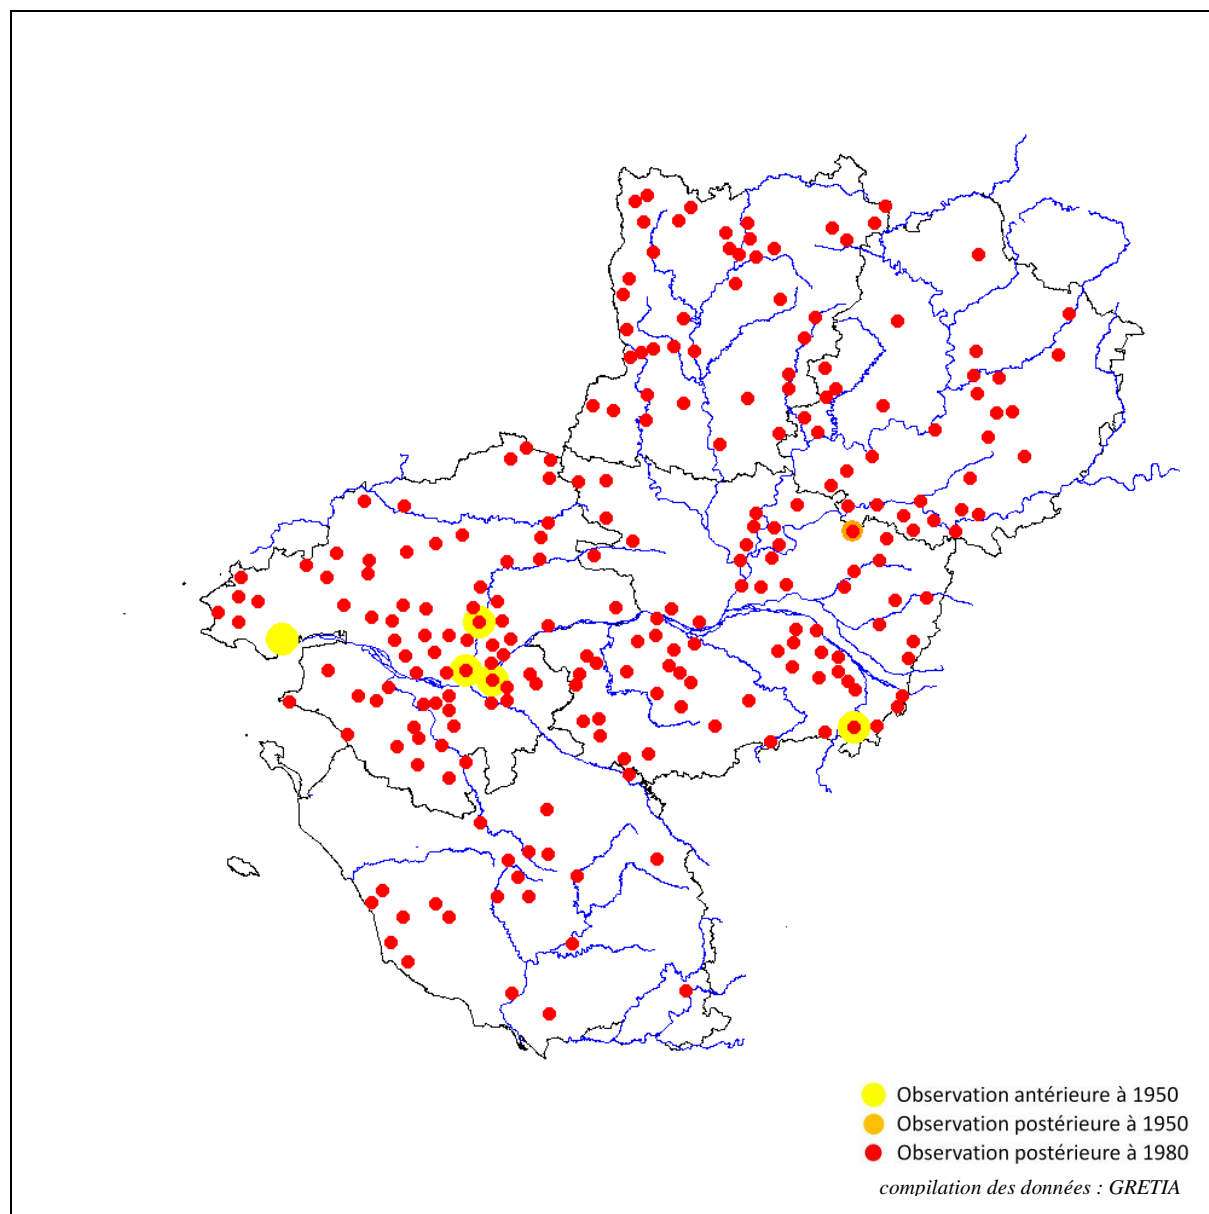 Observation antérieure à 1950
Observation postérieure à 1950
Observation postérieure à 1980
compilation des données : GRETIA